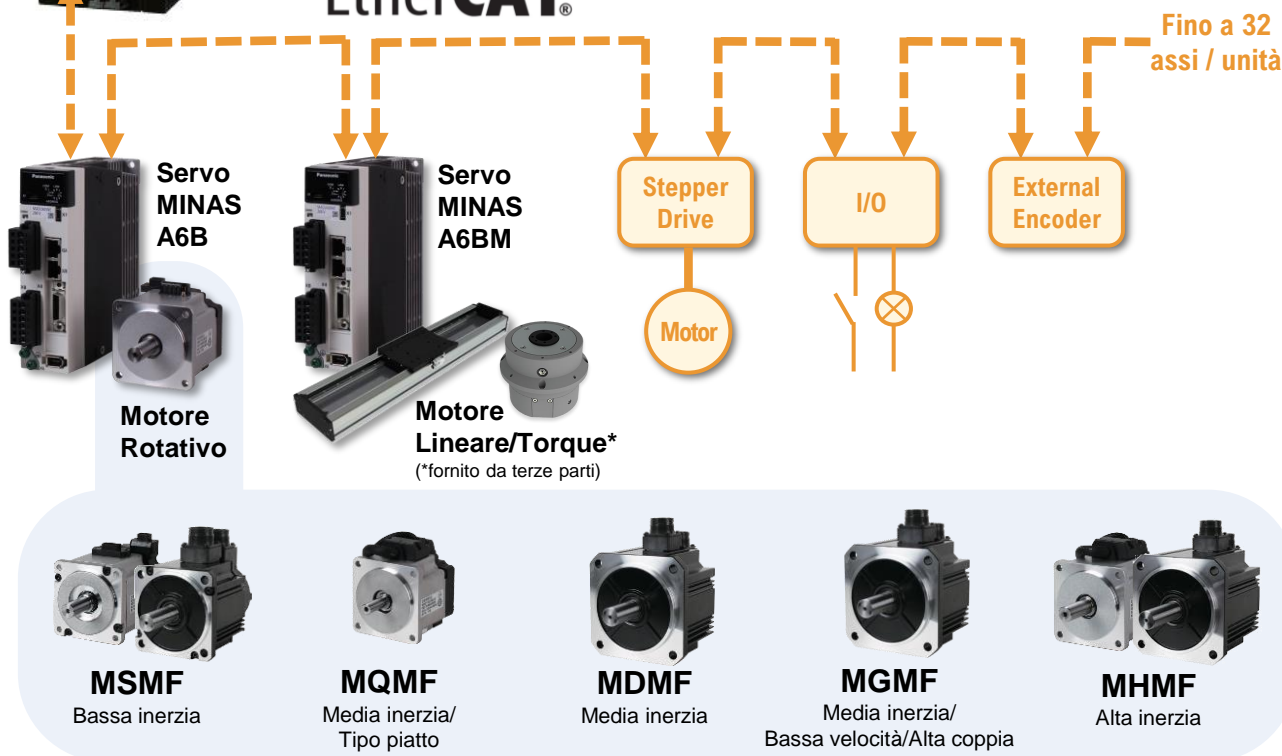 EtherCAT®
Fino a 32
assi / unità
Servo
MINAS
A6B
Servo
MINAS
A6BM
Stepper
Drive
I/O
External
Encoder
Panasonic
Panasonic
Motor
Motore
Rotativo
Motore
Lineare/Torque*
(*fornito da terze parti)
MSMF
Bassa inerzia
MQMF
Media inerzia/
Tipo piatto
MDMF
Media inerzia
MGMF
Media inerzia/
Bassa velocità/Alta coppia
MHMF
Alta inerzia